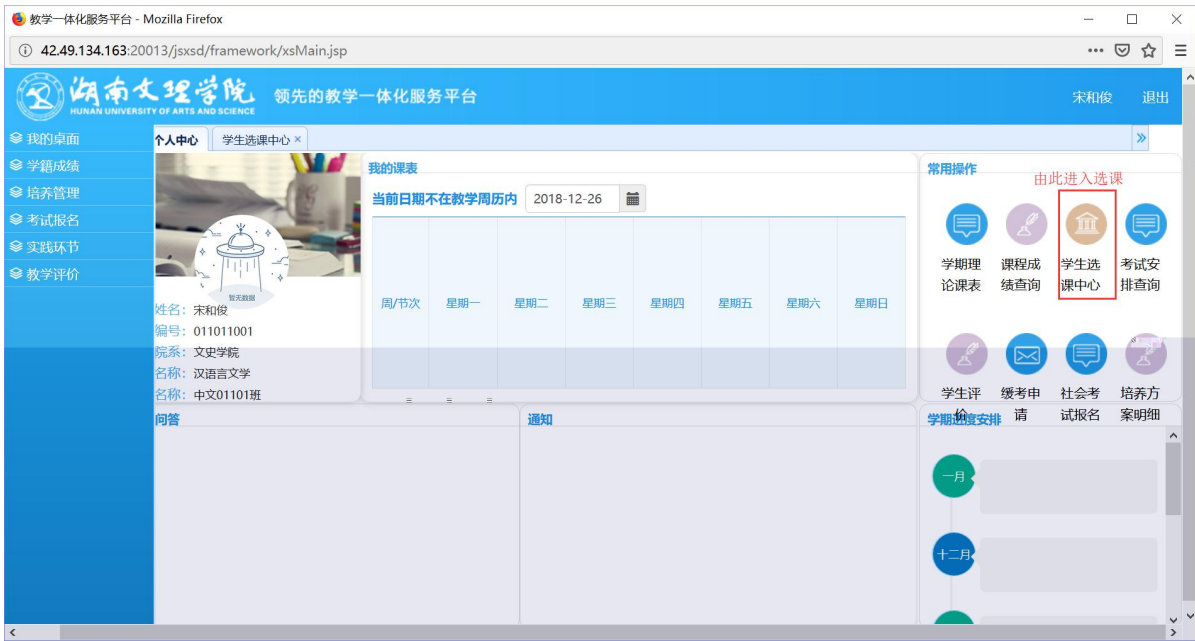 教学一体化服务平台 - Mozilla Firefox
42.49.134.163:20013/jsxsd/framework/xsMain.jsp
湖南文理学院
HUNAN UNIVERSITY OF ARTS AND SCIENCE
领先的教学一体化服务平台
宋和俊 退出
我的桌面
学籍成绩
培养管理
考试报名
实践环节
教学评价
个人中心 学生选课中心 ×
暂无数据
姓名：宋和俊
编号：011011001
院系：文史学院
名称：汉语言文学
名称：中文01101班
我的课表
当前日期不在教学周历内 2018-12-26
周/节次 星期一 星期二 星期三 星期四 星期五 星期六 星期日
常用操作
由此进入选课
学期理论课表
课程成绩查询
学生选课中心
考试安排查询
学生评价
缓考申请
社会考试报名
培养方案明细
问答
通知
学期进度安排
一月
十二月